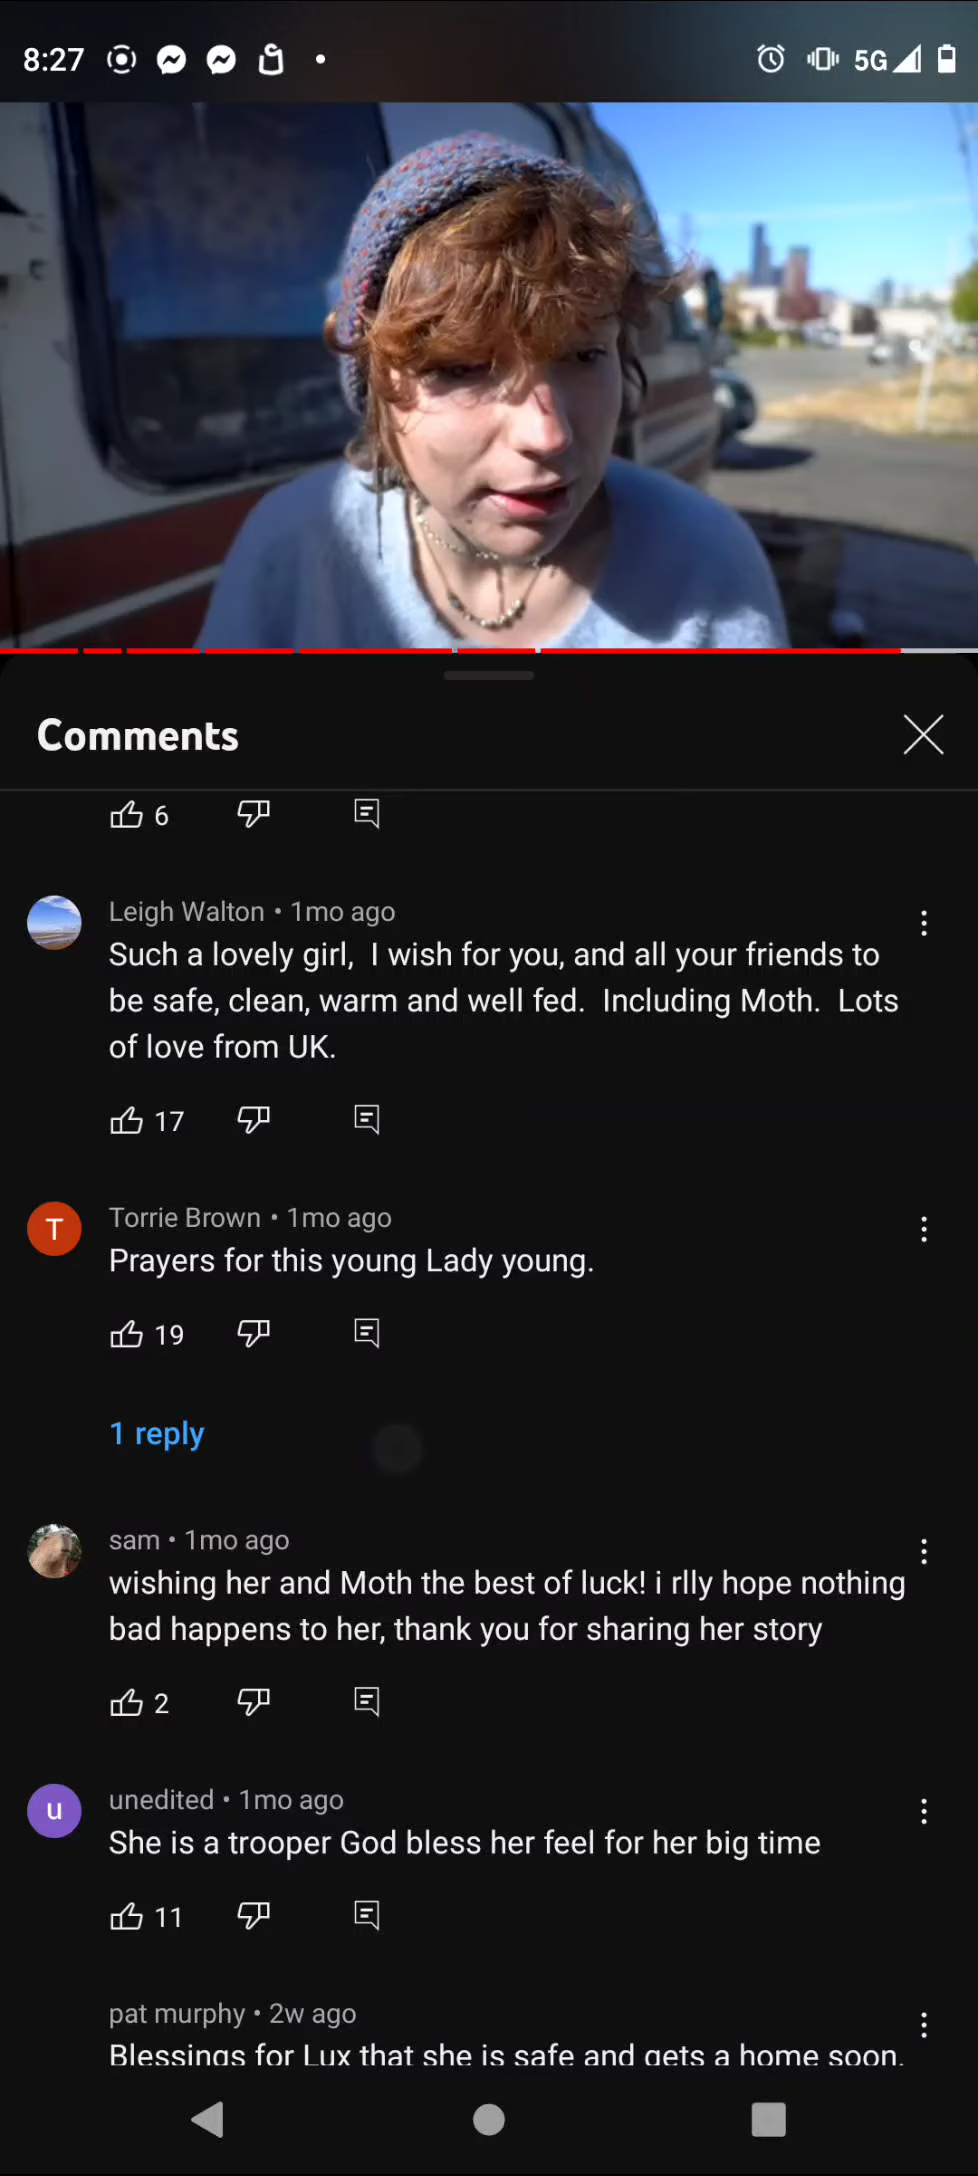 8:27
5G
Comments
6
Leigh Walton • 1mo ago
Such a lovely girl,  I wish for you, and all your friends to
be safe, clean, warm and well fed.  Including Moth.  Lots
of love from UK.
17
T
Torrie Brown • 1mo ago
Prayers for this young Lady young.
19
1 reply
sam • 1mo ago
wishing her and Moth the best of luck! i rlly hope nothing
bad happens to her, thank you for sharing her story
2
u
unedited • 1mo ago
She is a trooper God bless her feel for her big time
11
pat murphy • 2w ago
Blessings for Lux that she is safe and gets a home soon.